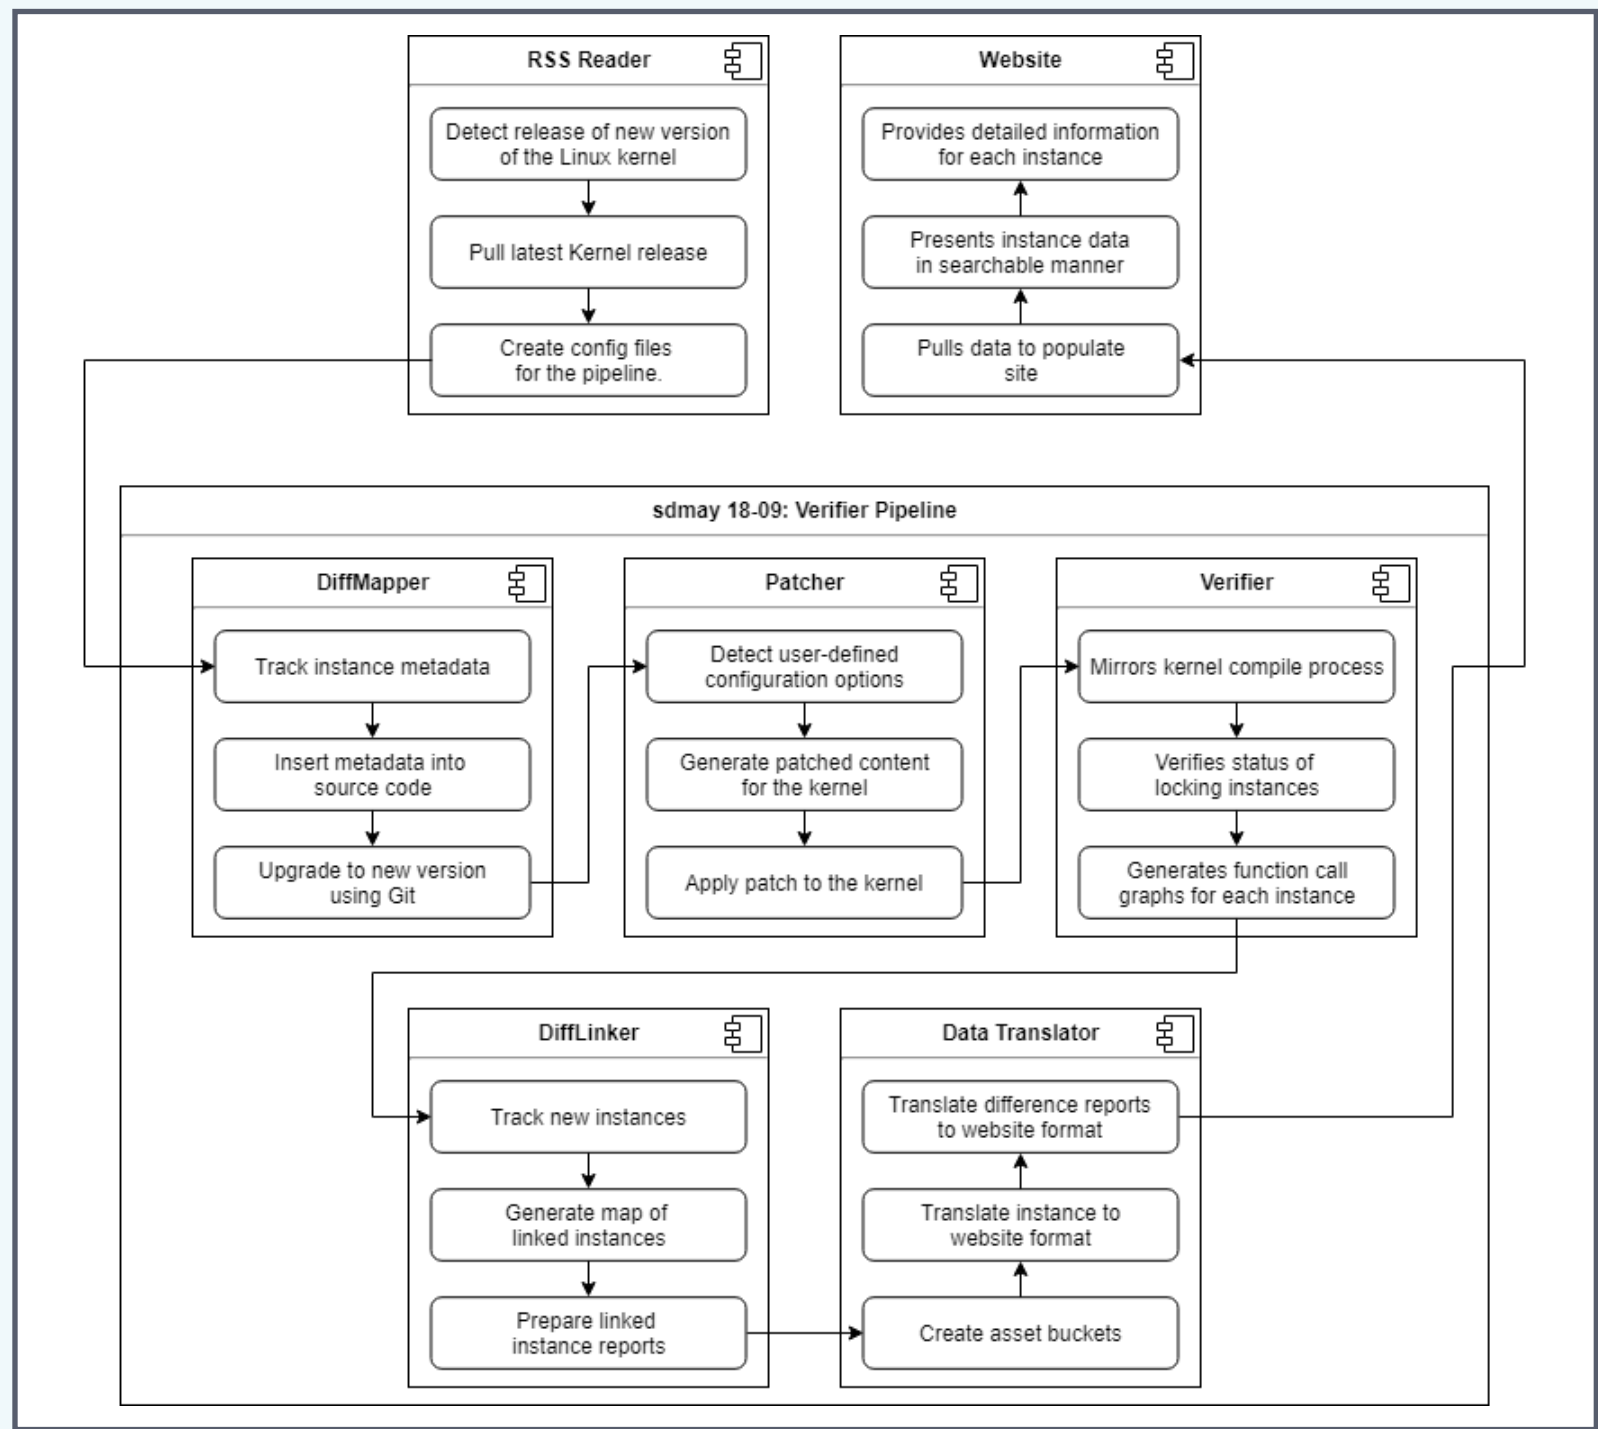 RSS Reader
Detect release of new version
of the Linux kernel
Pull latest Kernel release
Create config files
for the pipeline.
Website
Provides detailed information
for each instance
Presents instance data
in searchable manner
Pulls data to populate
site
sdmay 18-09: Verifier Pipeline
DiffMapper
Track instance metadata
Insert metadata into
source code
Upgrade to new version
using Git
Patcher
Detect user-defined
configuration options
Generate patched content
for the kernel
Apply patch to the kernel
Verifier
Mirrors kernel compile process
Verifies status of
locking instances
Generates function call
graphs for each instance
DiffLinker
Track new instances
Generate map of
linked instances
Prepare linked
instance reports
Data Translator
Translate difference reports
to website format
Translate instance to
website format
Create asset buckets